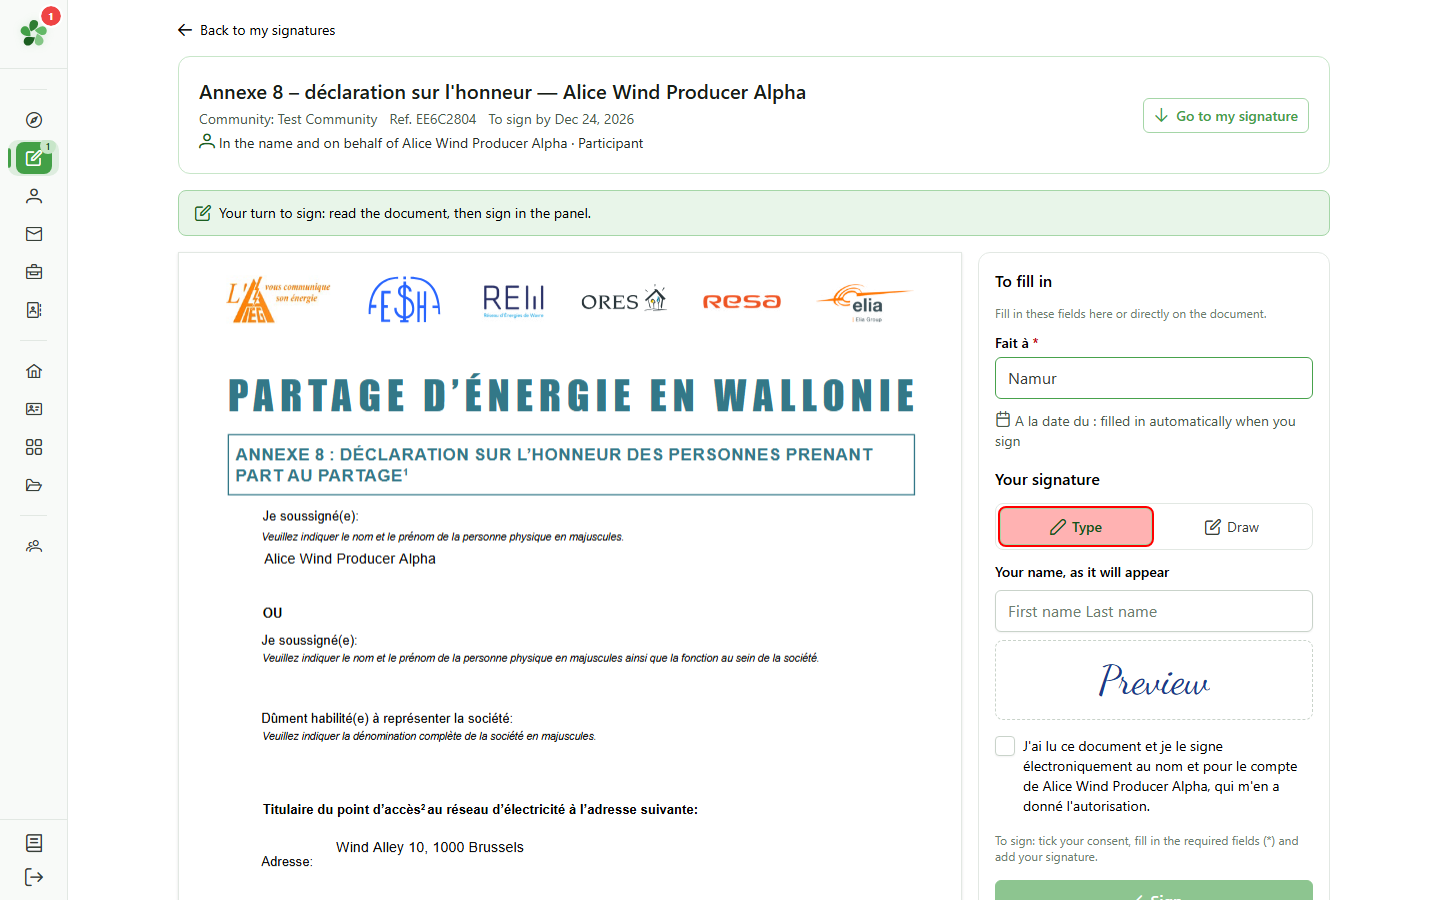 1
Back to my signatures
Annexe 8 – déclaration sur l'honneur — Alice Wind Producer Alpha
Community: Test Community Ref. EE6C2804 To sign by Dec 24, 2026
In the name and on behalf of Alice Wind Producer Alpha · Participant
Go to my signature
1
Your turn to sign: read the document, then sign in the panel.
vous communique
son énergie
REW
ORES
resa
elia
Elia Group
PARTAGE D'ÉNERGIE EN WALLONIE
ANNEXE 8 : DÉCLARATION SUR L'HONNEUR DES PERSONNES PRENANT
PART AU PARTAGE¹
Je soussigné(e):
Veuillez indiquer le nom et le prénom de la personne physique en majuscules.
Alice Wind Producer Alpha
OU
Je soussigné(e):
Veuillez indiquer le nom et le prénom de la personne physique en majuscules ainsi que la fonction au sein de la société.
Dûment habilité(e) à représenter la société:
Veuillez indiquer la dénomination complète de la société en majuscules.
Titulaire du point d'accès² au réseau d'électricité à l'adresse suivante:
Wind Alley 10, 1000 Brussels
Adresse:
To fill in
Fill in these fields here or directly on the document.
Fait à *
Namur
A la date du : filled in automatically when you
sign
Your signature
Type
Draw
Your name, as it will appear
First name Last name
Preview
J'ai lu ce document et je le signe
électroniquement au nom et pour le compte
de Alice Wind Producer Alpha, qui m'en a
donné l'autorisation.
To sign: tick your consent, fill in the required fields (*) and
add your signature.
Sign